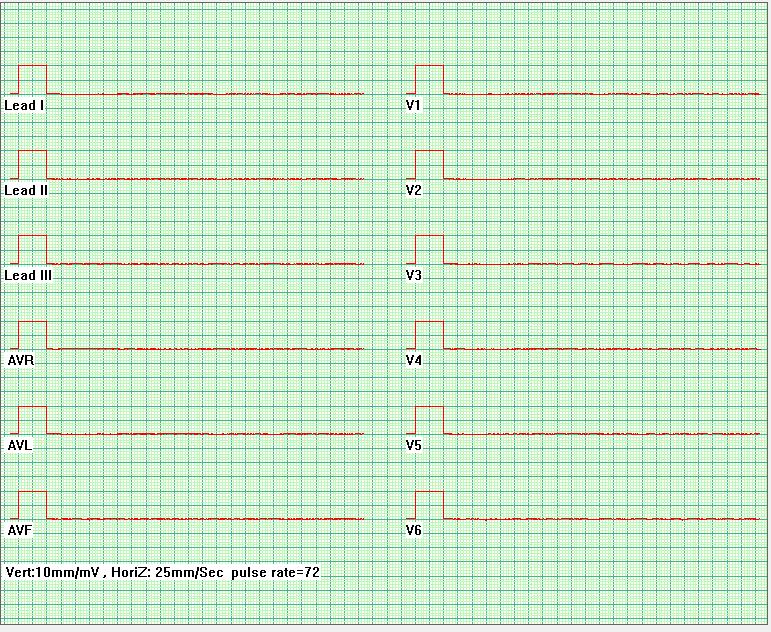 Lead I
Lead II
Lead III
AVR
AVL
AVF
V1
V2
V3
V4
V5
V6
Vert:10mm/mV , HoriZ: 25mm/Sec pulse rate=72